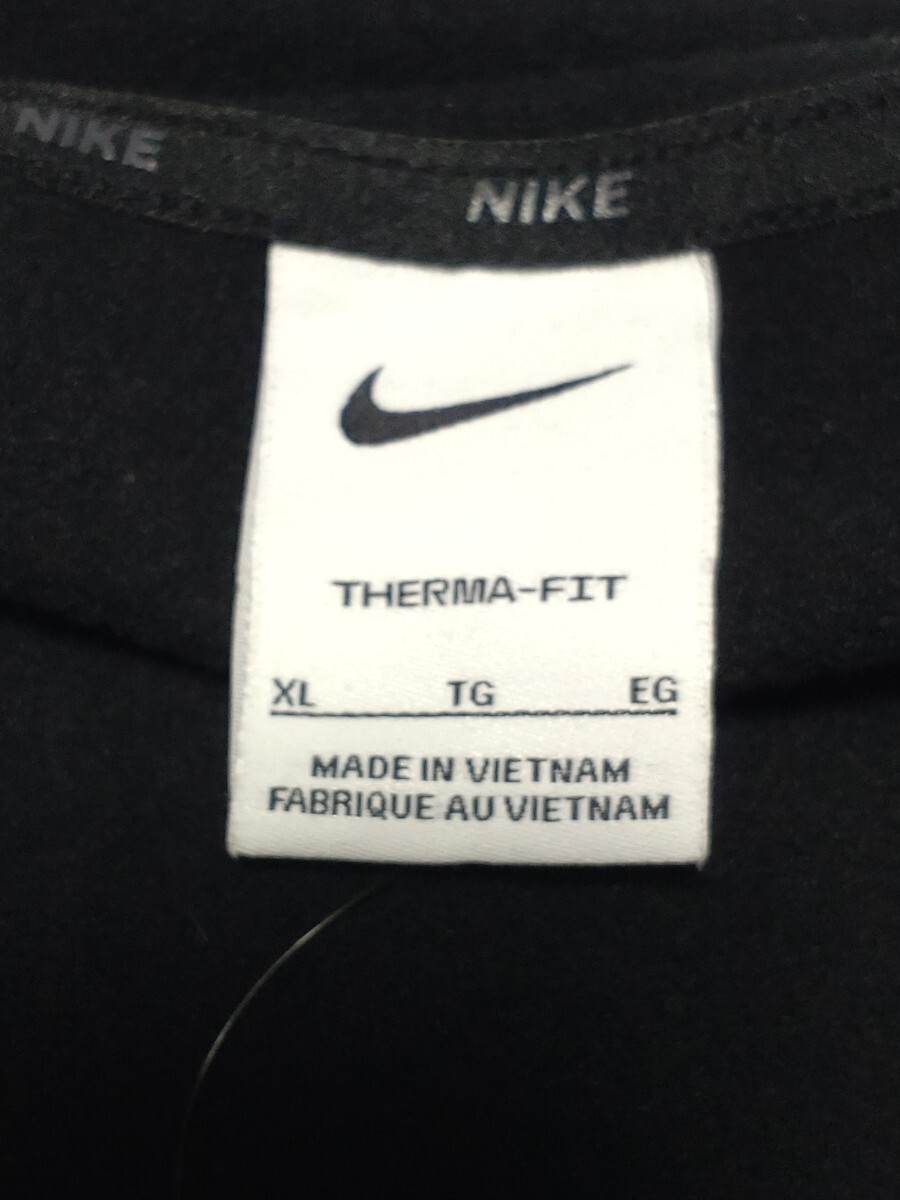 NIKE NIKE
THERMA-FIT
XL TG EG
MADE IN VIETNAM
FABRIQUE AU VIETNAM